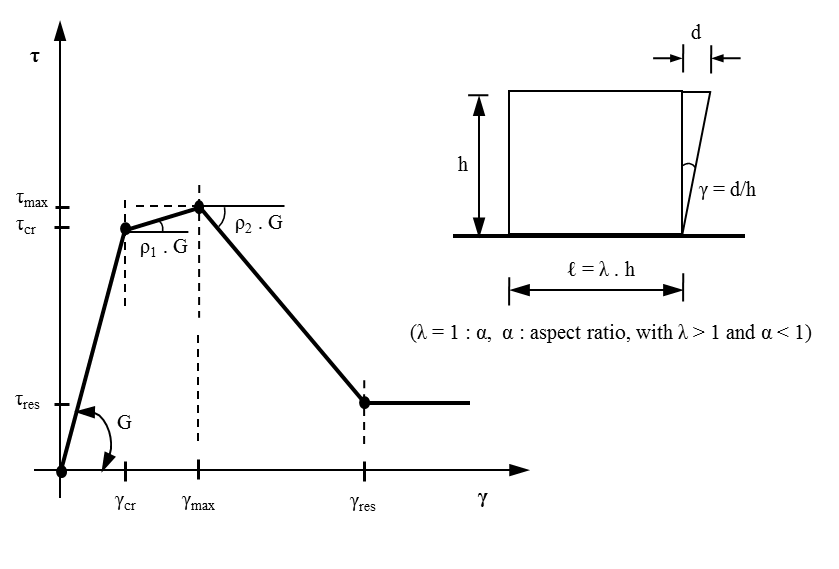 τ
τmax
τcr
ρ1 . G
ρ2 . G
τres
G
γcr
γmax
γres
γ
d
h
γ = d/h
ℓ = λ . h
(λ = 1 : α, α : aspect ratio, with λ > 1 and α < 1)